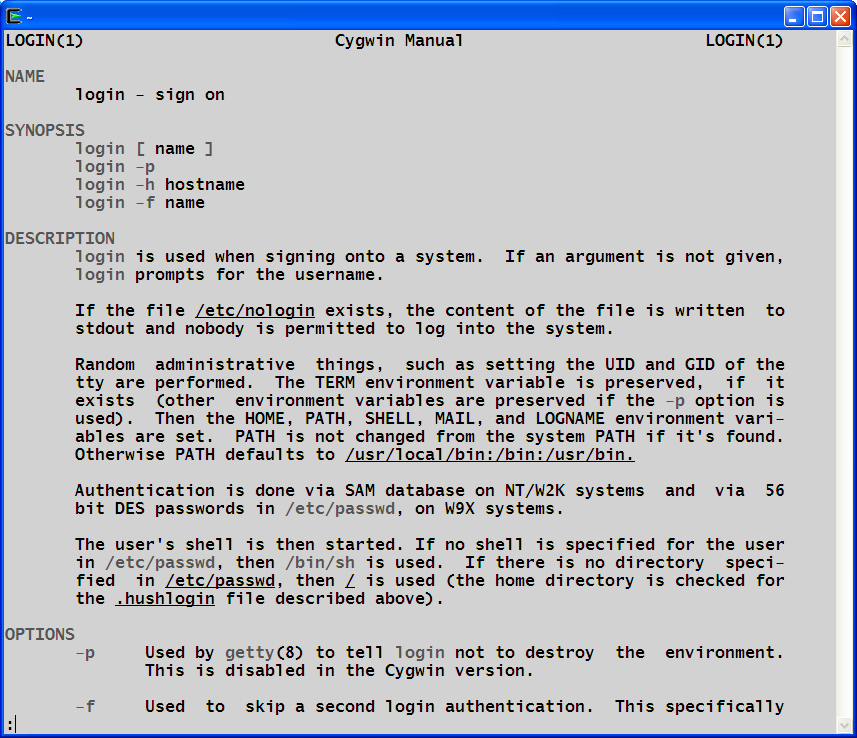 ~
LOGIN(1) Cygwin Manual LOGIN(1)
NAME
login - sign on
SYNOPSIS
login [ name ]
login -p
login -h hostname
login -f name
DESCRIPTION
login is used when signing onto a system. If an argument is not given,
login prompts for the username.
If the file /etc/nologin exists, the content of the file is written to
stdout and nobody is permitted to log into the system.
Random administrative things, such as setting the UID and GID of the
tty are performed. The TERM environment variable is preserved, if it
exists (other environment variables are preserved if the -p option is
used). Then the HOME, PATH, SHELL, MAIL, and LOGNAME environment vari-
ables are set. PATH is not changed from the system PATH if it's found.
Otherwise PATH defaults to /usr/local/bin:/bin:/usr/bin.
Authentication is done via SAM database on NT/W2K systems and via 56
bit DES passwords in /etc/passwd, on W9X systems.
The user's shell is then started. If no shell is specified for the user
in /etc/passwd, then /bin/sh is used. If there is no directory speci-
fied in /etc/passwd, then / is used (the home directory is checked for
the .hushlogin file described above).
OPTIONS
-p Used by getty(8) to tell login not to destroy the environment.
This is disabled in the Cygwin version.
-f Used to skip a second login authentication. This specifically
: